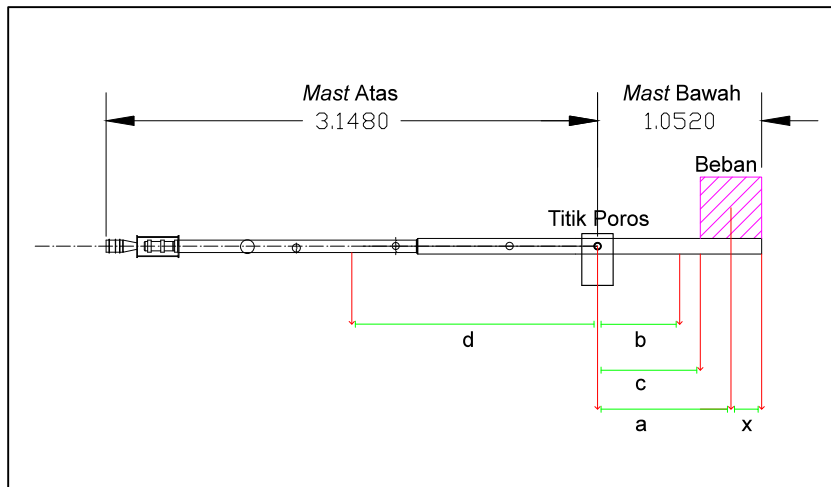 Mast Atas
3.1480
Mast Bawah
1.0520
Beban
Titik Poros
d
b
c
a
x